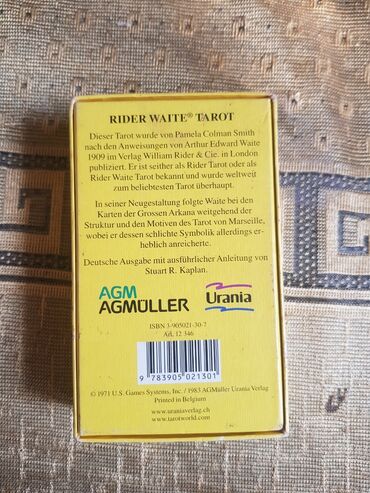 RIDER WAITE® TAROT
Dieser Tarot wurde von Pamela Colman Smith
nach den Anweisungen von Arthur Edward Waite
1909 im Verlag William Rider & Cie. in London
publiziert. Er ist seither als Rider Tarot oder als
Rider Waite Tarot bekannt und wurde weltweit
zum beliebtesten Tarot überhaupt.
In seiner Neugestaltung folgte Waite bei den
Karten der Grossen Arkana weitgehend der
Struktur und den Motiven des Tarot von Marseille,
wobei er dessen schlichte Symbolik allerdings er-
heblich anreicherte.
Deutsche Ausgabe mit ausführlicher Anleitung von
Stuart R. Kaplan.
AGM
AGMÜLLER
Urania
ISBN 3-905021-30-7
Art. 12 346
9 783905 021301
© 1971 U.S. Games Systems, Inc. / 1983 AGMüller Urania Verlag
Printed in Belgium
www.uraniaverlag.ch
www.tarotworld.com